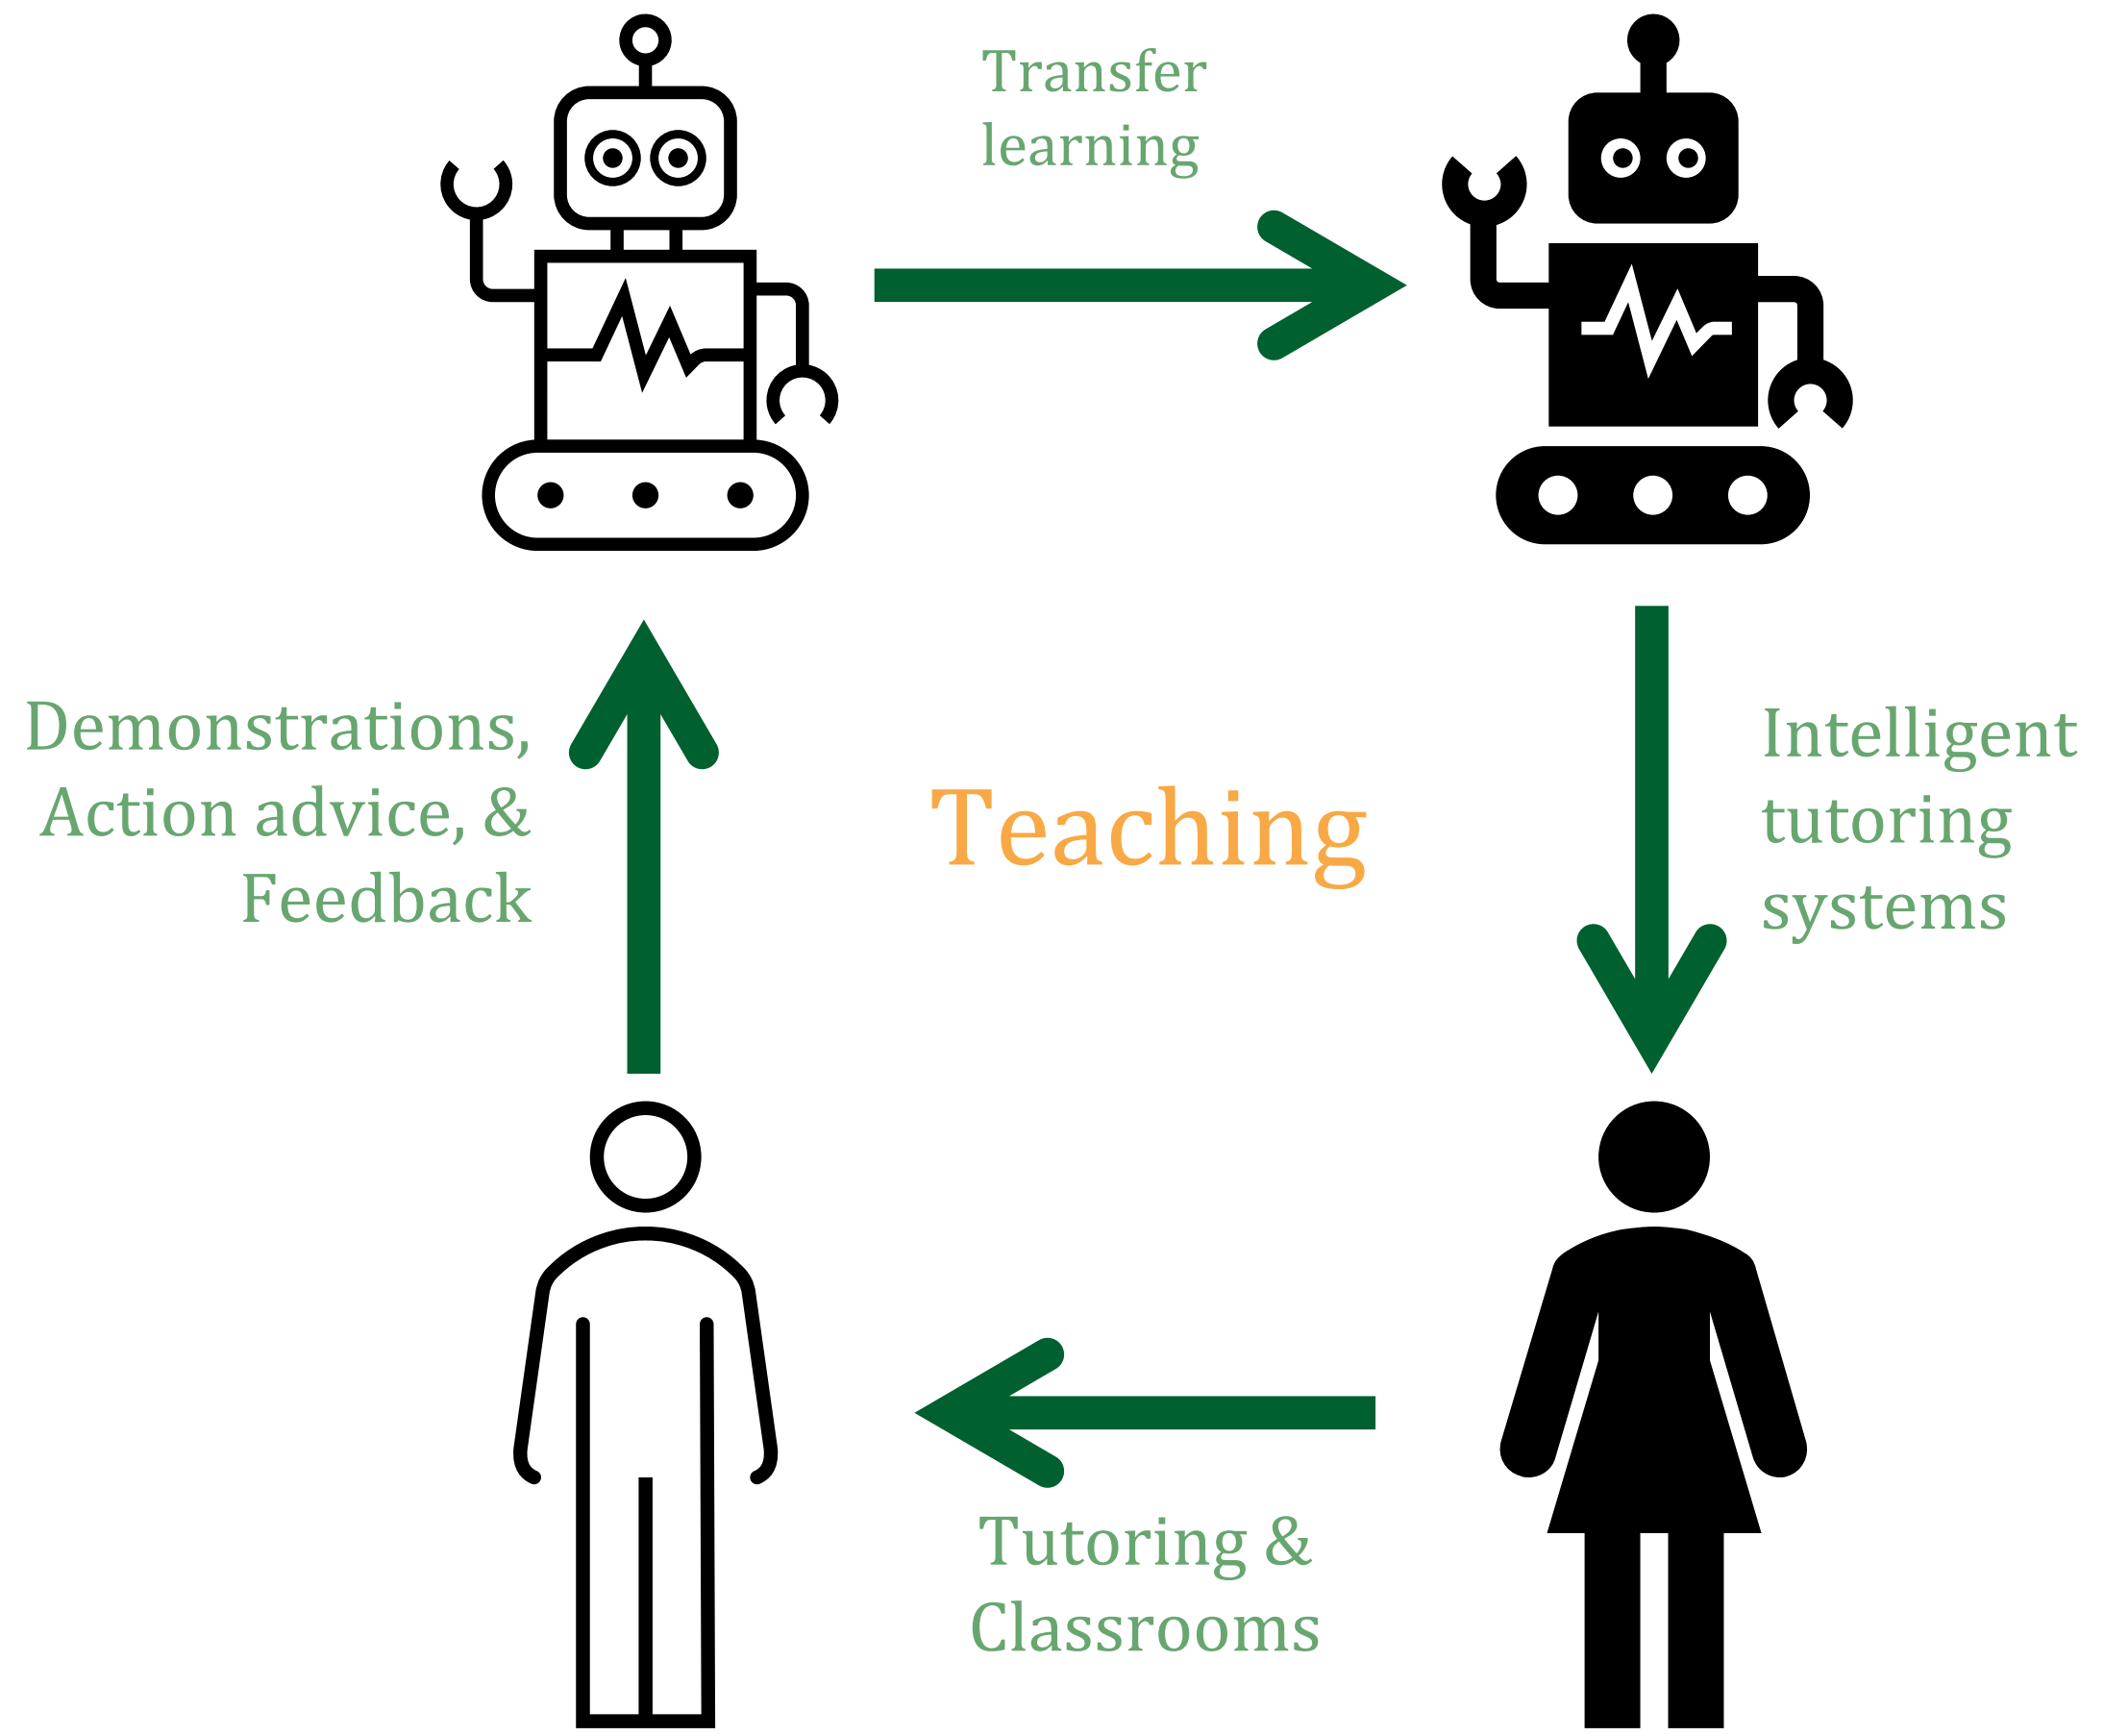 Transfer
learning
Demonstrations,
Action advice, &
Feedback
Teaching
Intelligent
tutoring
systems
Tutoring &
Classrooms